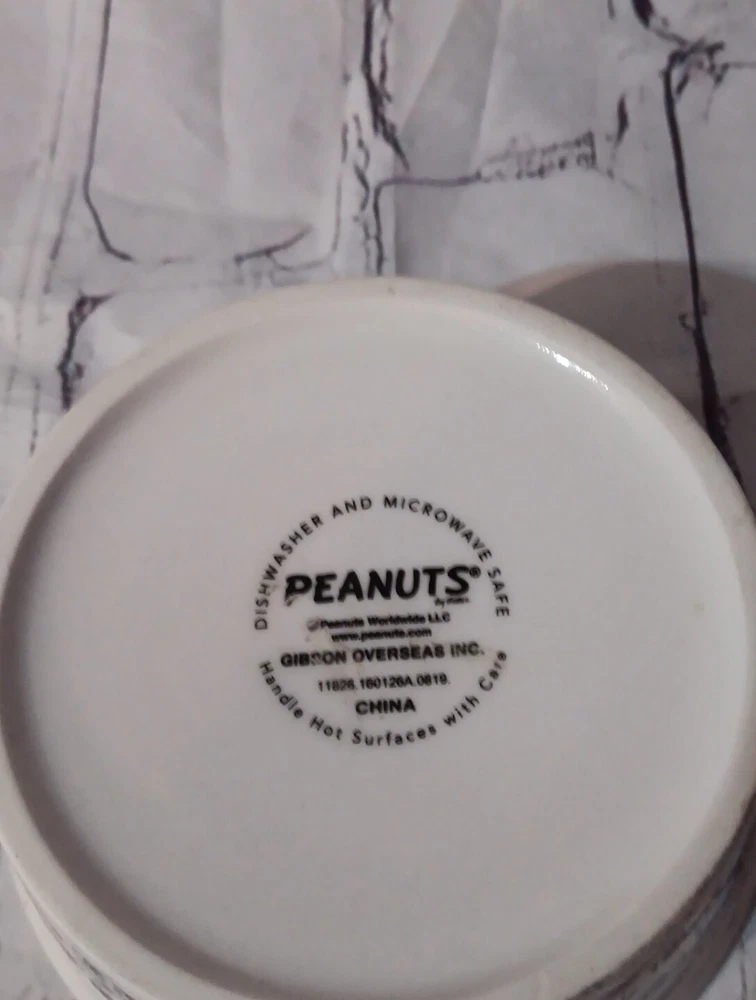 DISHWASHER AND MICROWAVE SAFE
PEANUTS®
©Peanuts Worldwide LLC
www.peanuts.com
GIBSON OVERSEAS INC.
11826.160126A.0819.
CHINA
Handle Hot Surfaces with Care